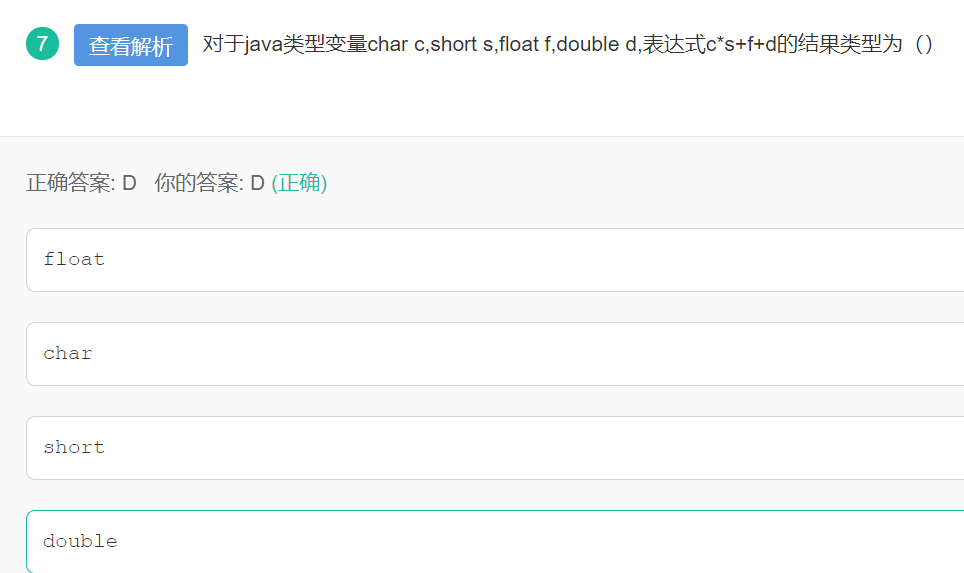 7 查看解析 对于java类型变量char c,short s,float f,double d,表达式c*s+f+d的结果类型为（）
正确答案: D 你的答案: D (正确)
float
char
short
double